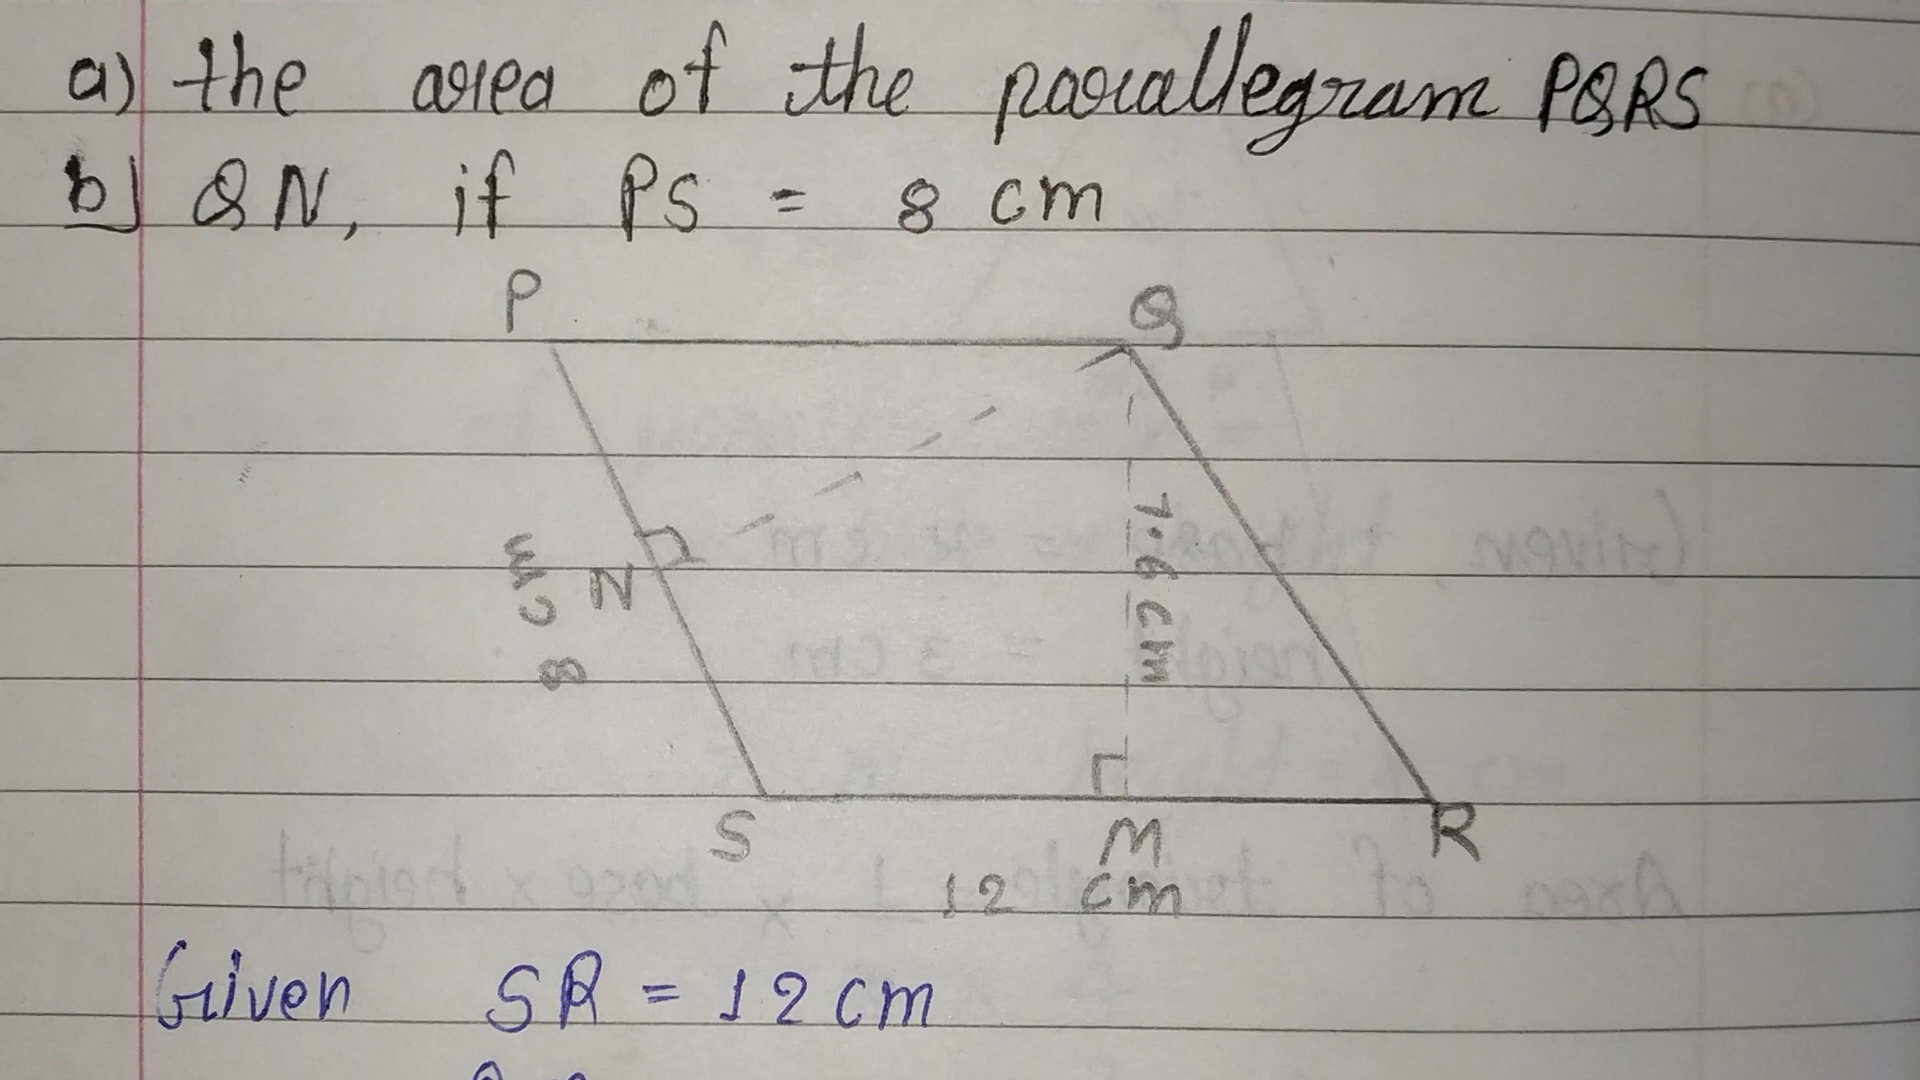 a) the area of the parallegram PQRS
b) QN, if PS = 8 cm
P
Q
7.6 cm
8 cm
N
S
M
R
12 cm
Given SR = 12 cm